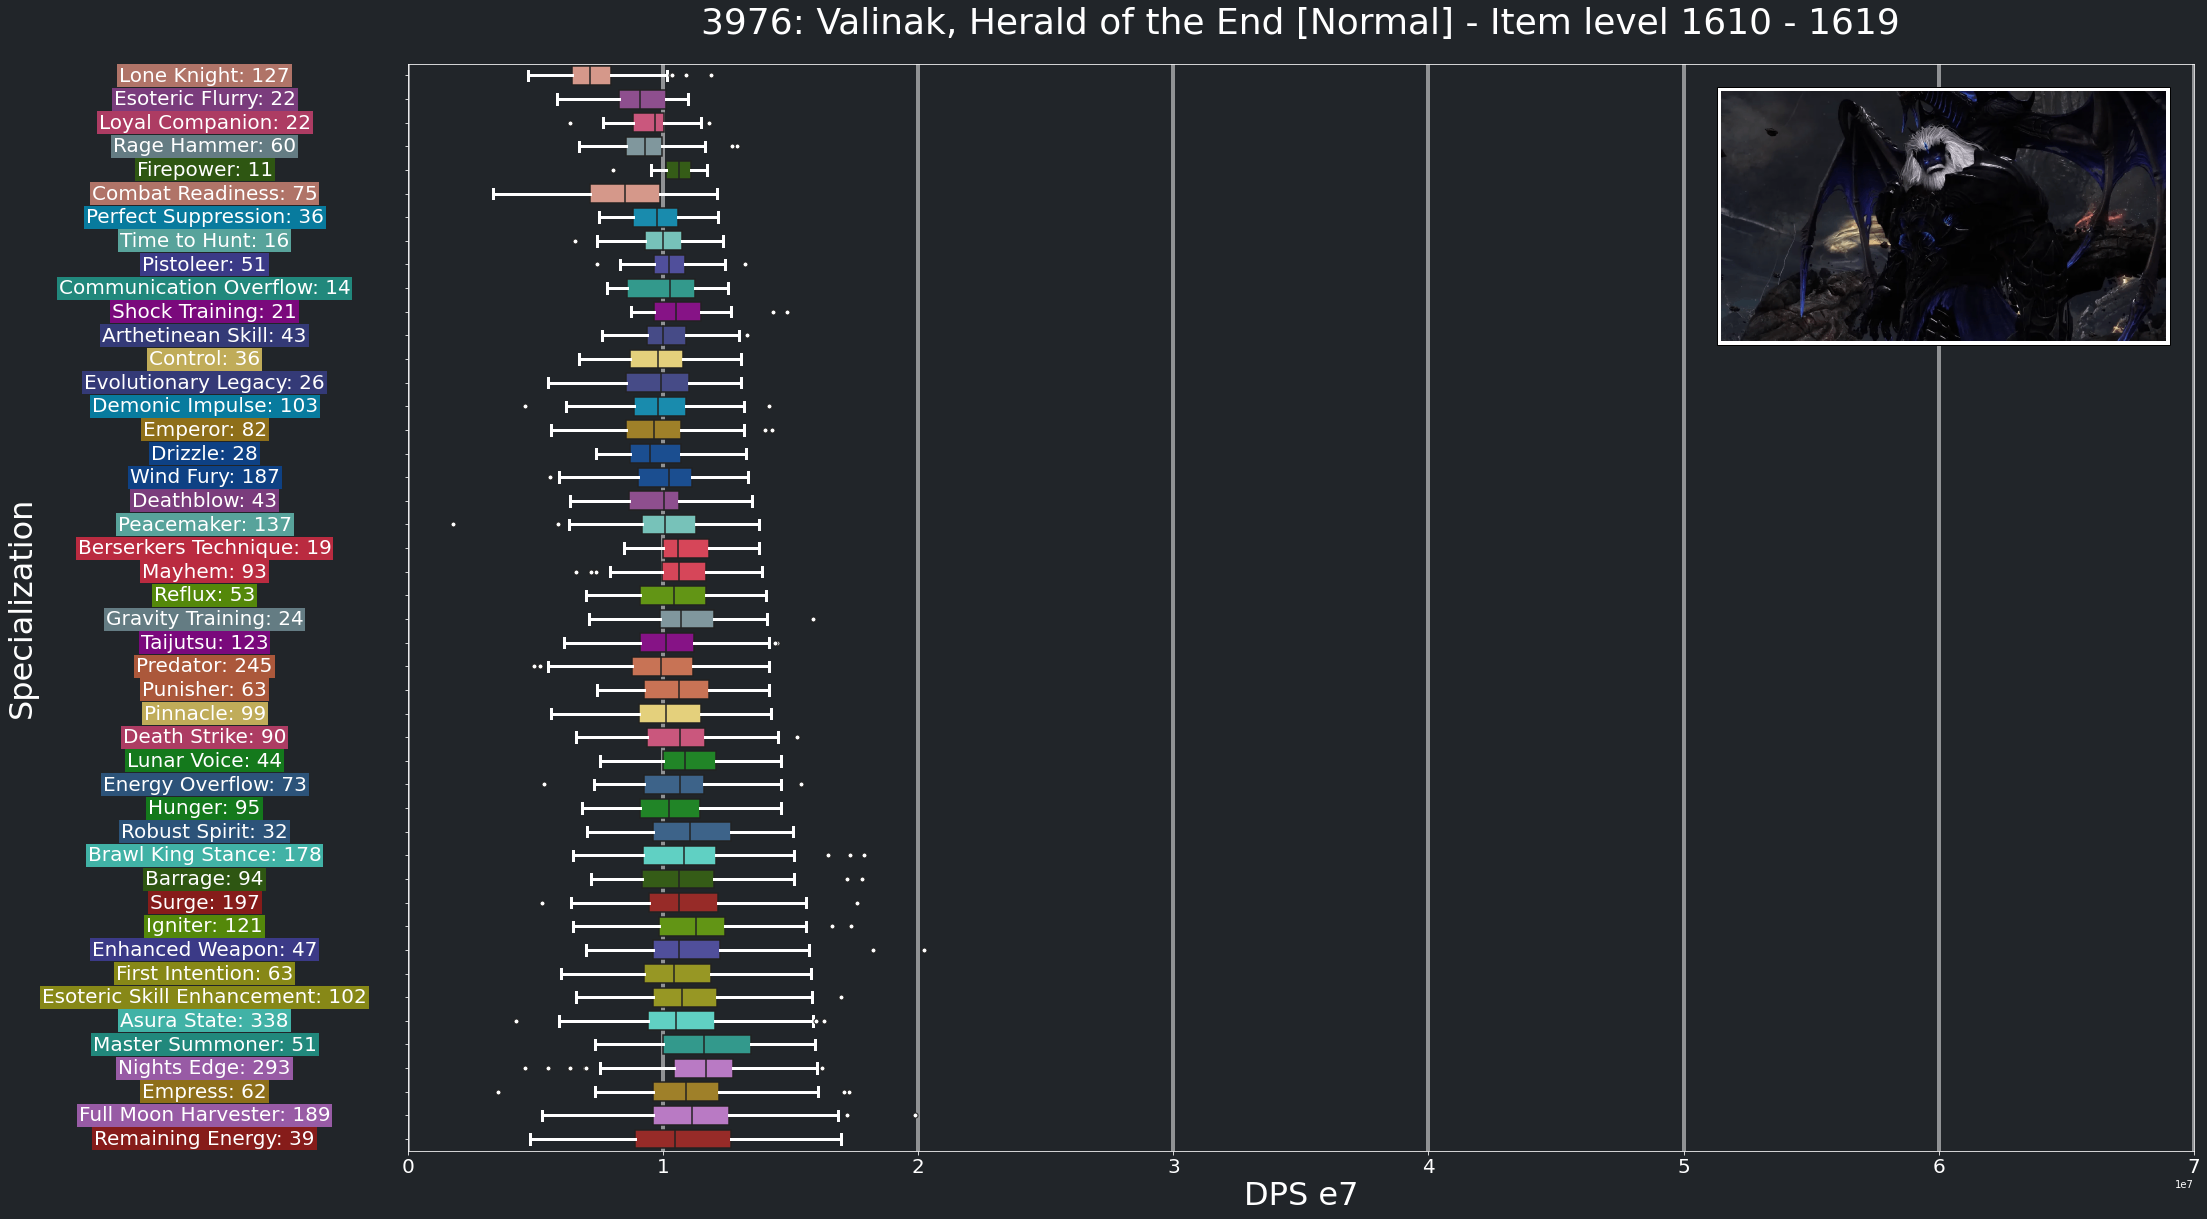 3976: Valinak, Herald of the End [Normal] - Item level 1610 - 1619
Lone Knight: 127
Esoteric Flurry: 22
Loyal Companion: 22
Rage Hammer: 60
Firepower: 11
Combat Readiness: 75
Perfect Suppression: 36
Time to Hunt: 16
Pistoleer: 51
Communication Overflow: 14
Shock Training: 21
Arthetinean Skill: 43
Control: 36
Evolutionary Legacy: 26
Demonic Impulse: 103
Emperor: 82
Drizzle: 28
Wind Fury: 187
Deathblow: 43
Peacemaker: 137
Berserkers Technique: 19
Mayhem: 93
Reflux: 53
Gravity Training: 24
Taijutsu: 123
Predator: 245
Punisher: 63
Pinnacle: 99
Death Strike: 90
Lunar Voice: 44
Energy Overflow: 73
Hunger: 95
Robust Spirit: 32
Brawl King Stance: 178
Barrage: 94
Surge: 197
Igniter: 121
Enhanced Weapon: 47
First Intention: 63
Esoteric Skill Enhancement: 102
Asura State: 338
Master Summoner: 51
Nights Edge: 293
Empress: 62
Full Moon Harvester: 189
Remaining Energy: 39
Specialization
0 1 2 3 4 5 6 7
1e7
DPS e7